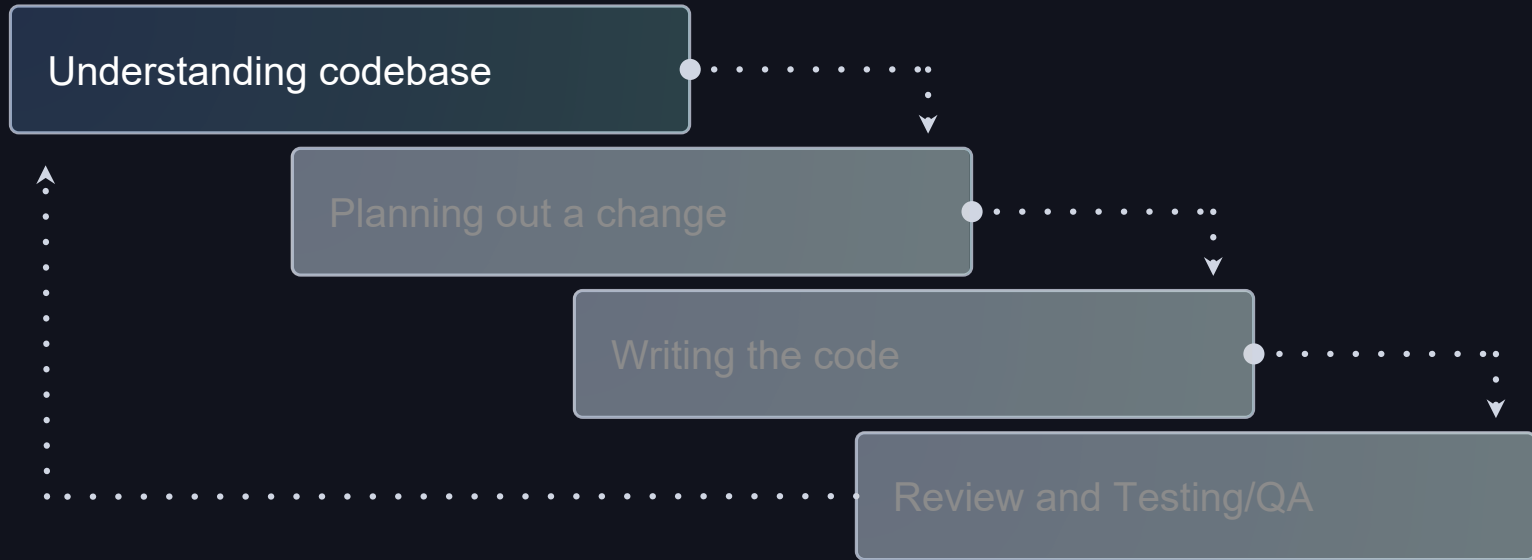 Understanding codebase
Planning out a change
Writing the code
Review and Testing/QA